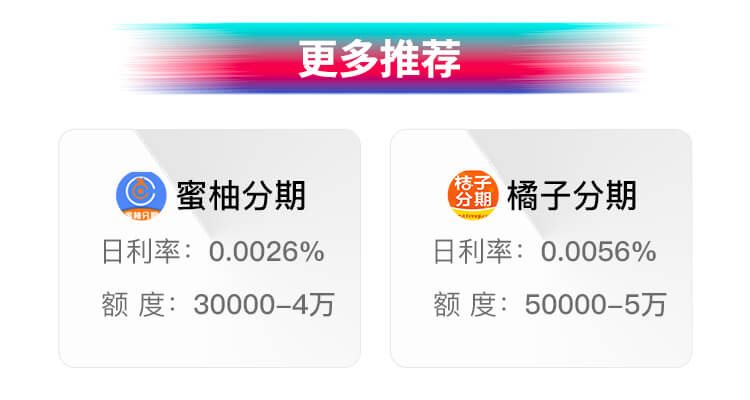 更多推荐
蜜柚分期
日利率：0.0026%
额 度：30000-4万
桔子
分期
橘子分期
日利率：0.0056%
额 度：50000-5万